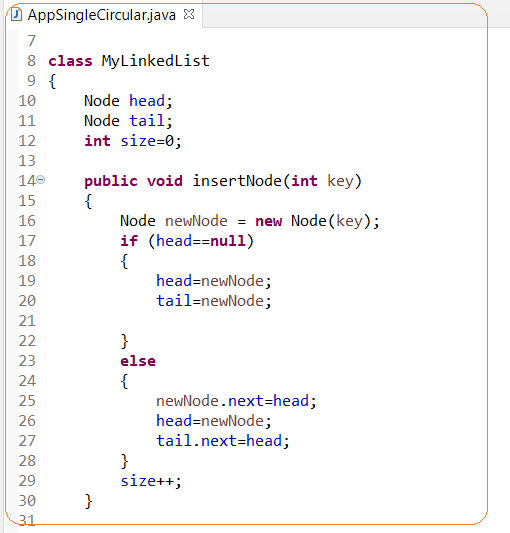 AppSingleCircular.java
7
8 class MyLinkedList
9 {
10     Node head;
11     Node tail;
12     int size=0;
13
14     public void insertNode(int key)
15     {
16         Node newNode = new Node(key);
17         if (head==null)
18         {
19             head=newNode;
20             tail=newNode;
21
22         }
23         else
24         {
25             newNode.next=head;
26             head=newNode;
27             tail.next=head;
28         }
29         size++;
30     }
31